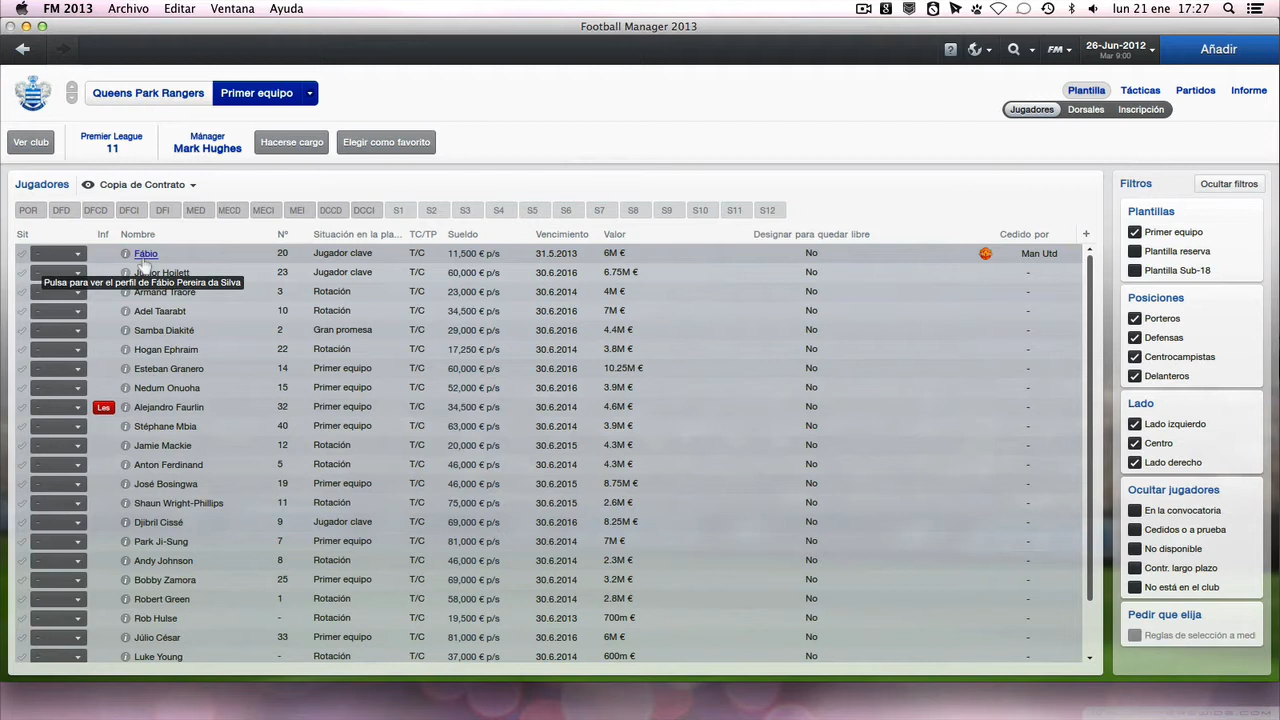 FM 2013 Archivo Editar Ventana Ayuda lun 21 ene 17:27
Football Manager 2013
FM 26-Jun-2012 Añadir
Mar 9:00
Queens Park Rangers Primer equipo
Plantilla Tácticas Partidos Informe
Jugadores Dorsales Inscripción
Ver club Premier League 11 Mánager Mark Hughes Hacerse cargo Elegir como favorito
Jugadores Copia de Contrato
POR DFD DFCD DFCI DFI MED MECD MECI MEI DCCD DCCI S1 S2 S3 S4 S5 S6 S7 S8 S9 S10 S11 S12
Sit Inf Nombre Nº Situación en la pla... TC/TP Sueldo Vencimiento Valor Designar para quedar libre Cedido por +
- Fábio 20 Jugador clave T/C 11,500 € p/s 31.5.2013 6M € No Man Utd
Junior Hoilett 23 Jugador clave T/C 60,000 € p/s 30.6.2016 6.75M € No -
Pulsa para ver el perfil de Fábio Pereira da Silva
- Armand Traoré 3 Rotación T/C 23,000 € p/s 30.6.2014 4M € No -
- Adel Taarabt 10 Rotación T/C 34,500 € p/s 30.6.2016 7M € No -
- Samba Diakité 2 Gran promesa T/C 29,000 € p/s 30.6.2016 4.4M € No -
- Hogan Ephraim 22 Rotación T/C 17,250 € p/s 30.6.2014 3.8M € No -
- Esteban Granero 14 Primer equipo T/C 60,000 € p/s 30.6.2016 10.25M € No -
- Nedum Onuoha 15 Primer equipo T/C 52,000 € p/s 30.6.2016 3.9M € No -
- Les Alejandro Faurlin 32 Primer equipo T/C 34,500 € p/s 30.6.2014 4.6M € No -
- Stéphane Mbia 40 Primer equipo T/C 63,000 € p/s 30.6.2014 3.9M € No -
- Jamie Mackie 12 Rotación T/C 20,000 € p/s 30.6.2015 4.3M € No -
- Anton Ferdinand 5 Rotación T/C 46,000 € p/s 30.6.2014 4.3M € No -
- José Bosingwa 19 Primer equipo T/C 46,000 € p/s 30.6.2015 8.75M € No -
- Shaun Wright-Phillips 11 Rotación T/C 75,000 € p/s 30.6.2015 2.6M € No -
- Djibril Cissé 9 Jugador clave T/C 69,000 € p/s 30.6.2016 8.25M € No -
- Park Ji-Sung 7 Primer equipo T/C 81,000 € p/s 30.6.2014 7M € No -
- Andy Johnson 8 Rotación T/C 46,000 € p/s 30.6.2014 2.3M € No -
- Bobby Zamora 25 Primer equipo T/C 69,000 € p/s 30.6.2014 3.2M € No -
- Robert Green 1 Rotación T/C 58,000 € p/s 30.6.2014 2.8M € No -
- Rob Hulse - Rotación T/C 19,500 € p/s 30.6.2013 700m € No -
- Júlio César 33 Primer equipo T/C 81,000 € p/s 30.6.2016 6M € No -
- Luke Young - Rotación T/C 37,000 € p/s 30.6.2014 600m € No -
Filtros Ocultar filtros
Plantillas
Primer equipo
Plantilla reserva
Plantilla Sub-18
Posiciones
Porteros
Defensas
Centrocampistas
Delanteros
Lado
Lado izquierdo
Centro
Lado derecho
Ocultar jugadores
En la convocatoria
Cedidos o a prueba
No disponible
Contr. largo plazo
No está en el club
Pedir que elija
Reglas de selección a med